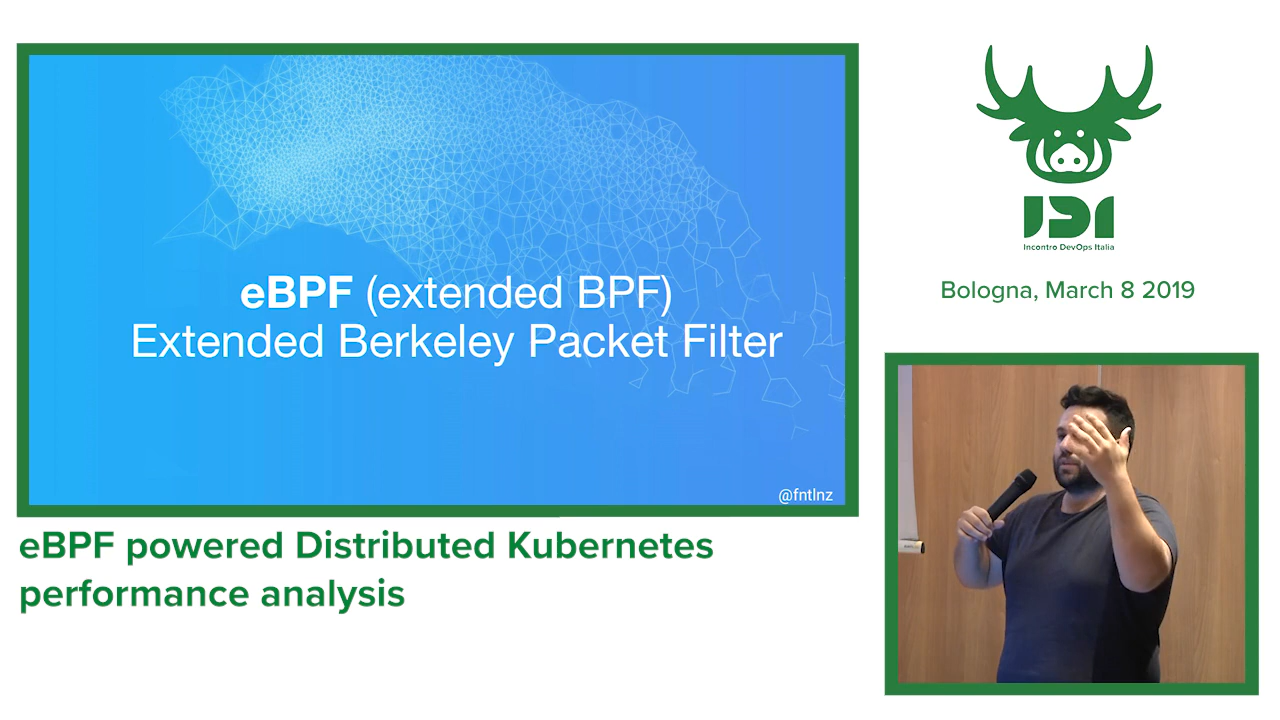 eBPF (extended BPF)
Extended Berkeley Packet Filter
@fntlnz
eBPF powered Distributed Kubernetes
performance analysis
IDI
Incontro DevOps Italia
Bologna, March 8 2019